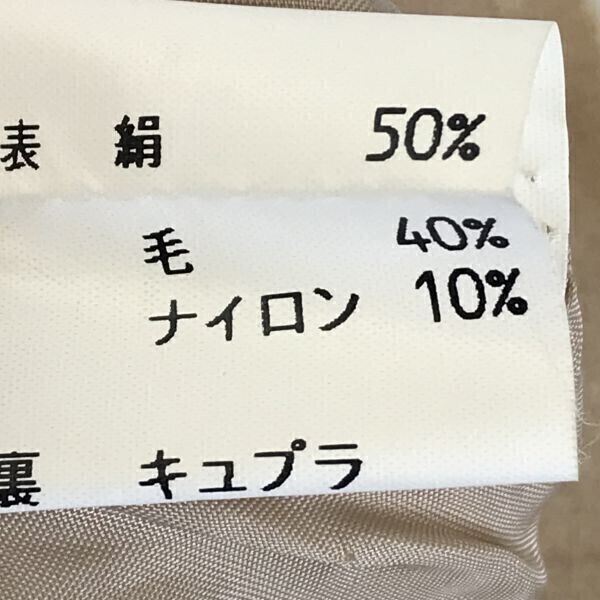 表 絹 50%
毛 40%
ナイロン 10%
裏 キュプラ